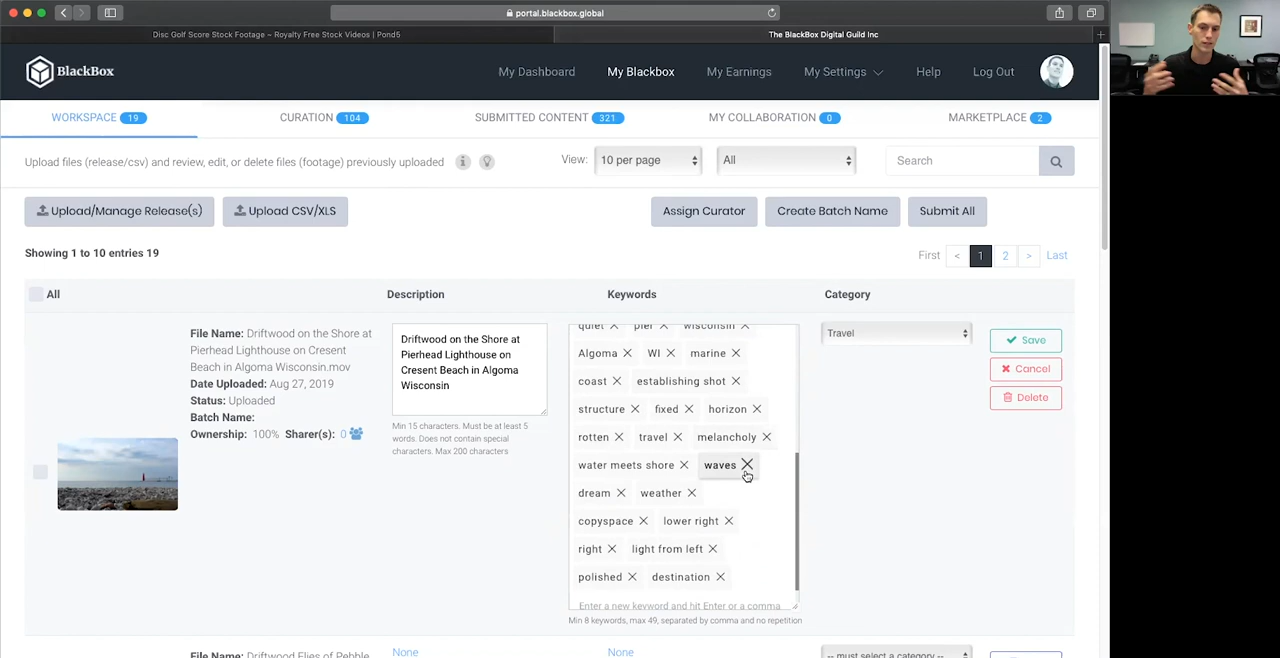 portal.blackbox.global
Disc Golf Score Stock Footage ~ Royalty Free Stock Videos | Pond5
The BlackBox Digital Guild Inc
BlackBox
My Dashboard
My Blackbox
My Earnings
My Settings
Help
Log Out
WORKSPACE 19
CURATION 104
SUBMITTED CONTENT 321
MY COLLABORATION 0
MARKETPLACE 2
Upload files (release/csv) and review, edit, or delete files (footage) previously uploaded
View:
10 per page
All
Search
Upload/Manage Release(s)
Upload CSV/XLS
Assign Curator
Create Batch Name
Submit All
Showing 1 to 10 entries 19
First < 1 2 > Last
All
Description
Keywords
Category
File Name: Driftwood on the Shore at
Pierhead Lighthouse on Cresent
Beach in Algoma Wisconsin.mov
Date Uploaded: Aug 27, 2019
Status: Uploaded
Batch Name:
Ownership: 100% Sharer(s): 0
Driftwood on the Shore at
Pierhead Lighthouse on
Cresent Beach in Algoma
Wisconsin
Min 15 characters. Must be at least 5
words. Does not contain special
characters. Max 200 characters
quiet × pier × wisconsin ×
Algoma × WI × marine ×
coast × establishing shot ×
structure × fixed × horizon ×
rotten × travel × melancholy ×
water meets shore × waves ×
dream × weather ×
copyspace × lower right ×
right × light from left ×
polished × destination ×
Enter a new keyword and hit Enter or a comma
Min 8 keywords, max 49, separated by comma and no repetition
Travel
Save
Cancel
Delete
File Name: Driftwood Flies of Pebble
None
None
-- must select a category --